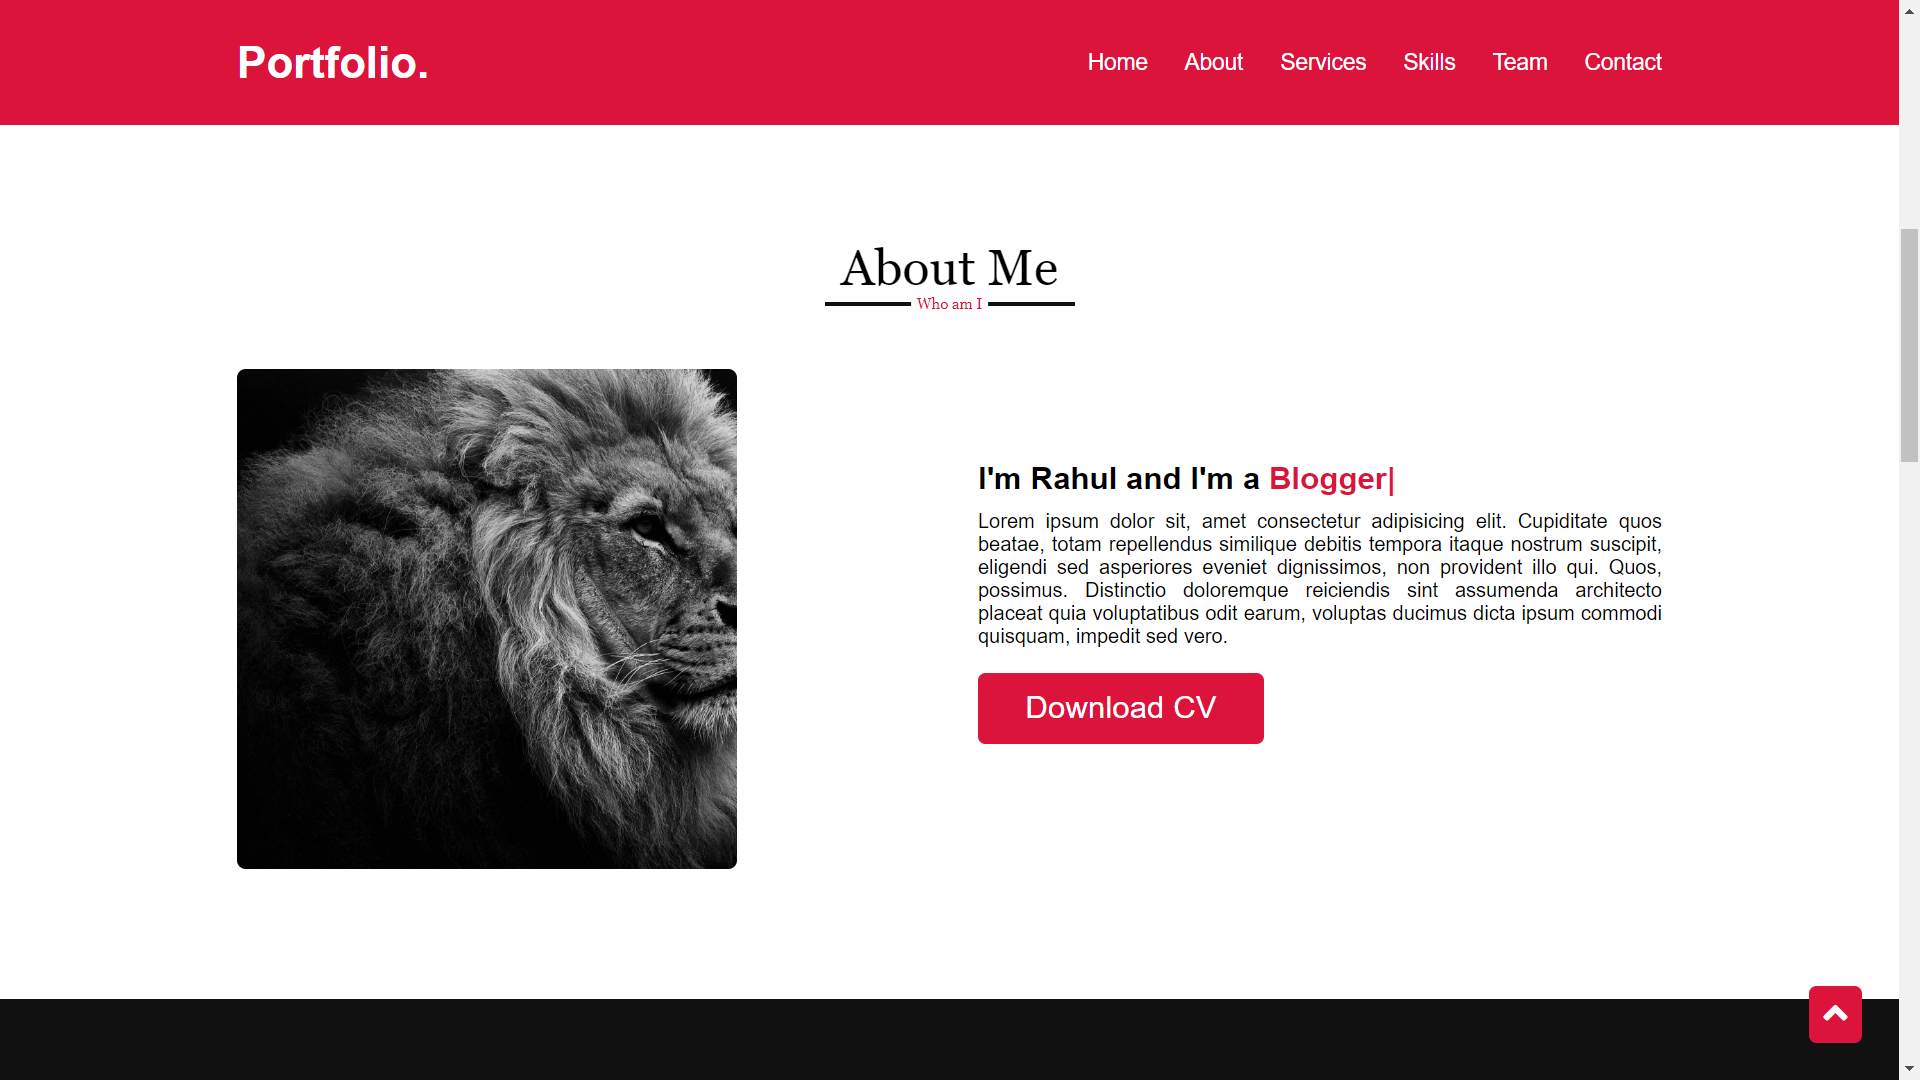 Portfolio.
Home About Services Skills Team Contact
About Me
Who am I
I'm Rahul and I'm a Blogger|
Lorem ipsum dolor sit, amet consectetur adipisicing elit. Cupiditate quos
beatae, totam repellendus similique debitis tempora itaque nostrum suscipit,
eligendi sed asperiores eveniet dignissimos, non provident illo qui. Quos,
possimus. Distinctio doloremque reiciendis sint assumenda architecto
placeat quia voluptatibus odit earum, voluptas ducimus dicta ipsum commodi
quisquam, impedit sed vero.
Download CV